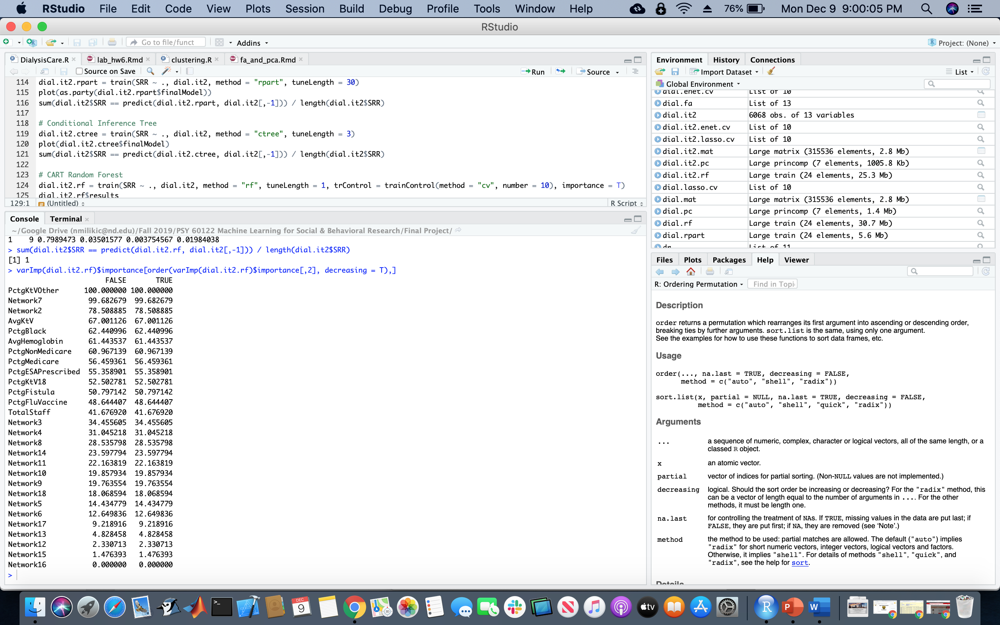 RStudio File Edit Code View Plots Session Build Debug Profile Tools Window Help 76% Mon Dec 9 9:00:05 PM
RStudio
Go to file/funct Addins Project: (None)
DialysisCare.R lab_hw6.Rmd clustering.R fa_and_pca.Rmd
Source on Save Run Source
114 dial.it2.rpart = train(SRR ~ ., dial.it2, method = "rpart", tuneLength = 30)
115 plot(as.party(dial.it2.rpart$finalModel))
116 sum(dial.it2$SRR == predict(dial.it2.rpart, dial.it2[,-1])) / length(dial.it2$SRR)
117
118 # Conditional Inference Tree
119 dial.it2.ctree = train(SRR ~ ., dial.it2, method = "ctree", tuneLength = 3)
120 plot(dial.it2.ctree$finalModel)
121 sum(dial.it2$SRR == predict(dial.it2.ctree, dial.it2[,-1])) / length(dial.it2$SRR)
122
123 # CART Random Forest
124 dial.it2.rf = train(SRR ~ ., dial.it2, method = "rf", tuneLength = 1, trControl = trainControl(method = "cv", number = 10), importance = T)
125 dial.it2.rf$results
129:1 # (Untitled) R Script
Console Terminal
~/Google Drive (nmilikic@nd.edu)/Fall 2019/PSY 60122 Machine Learning for Social & Behavioral Research/Final Project/
1 9 0.7989473 0.03501577 0.003754567 0.01984038
> sum(dial.it2$SRR == predict(dial.it2.rf, dial.it2[,-1])) / length(dial.it2$SRR)
[1] 1
> varImp(dial.it2.rf)$importance[order(varImp(dial.it2.rf)$importance[,2], decreasing = T),]
FALSE TRUE
PctgKtVOther 100.000000 100.000000
Network7 99.682679 99.682679
Network2 78.508885 78.508885
AvgKtV 67.001126 67.001126
PctgBlack 62.440996 62.440996
AvgHemoglobin 61.443537 61.443537
PctgNonMedicare 60.967139 60.967139
PctgMedicare 56.459361 56.459361
PctgESAPrescribed 55.358901 55.358901
PctgKtV18 52.502781 52.502781
PctgFistula 50.797142 50.797142
PctgFluVaccine 48.644407 48.644407
TotalStaff 41.676920 41.676920
Network3 34.455605 34.455605
Network4 31.045218 31.045218
Network8 28.535798 28.535798
Network14 23.597794 23.597794
Network11 22.163819 22.163819
Network10 19.857934 19.857934
Network9 19.763554 19.763554
Network18 18.068594 18.068594
Network5 14.434779 14.434779
Network6 12.649836 12.649836
Network17 9.218916 9.218916
Network13 4.828458 4.828458
Network12 2.330713 2.330713
Network15 1.476393 1.476393
Network16 0.000000 0.000000
>
Environment History Connections
Import Dataset List
Global Environment
dial.enet.cv List of 10
dial.fa List of 13
dial.it2 6068 obs. of 13 variables
dial.it2.enet.cv List of 10
dial.it2.lasso.cv List of 10
dial.it2.mat Large matrix (315536 elements, 2.8 Mb)
dial.it2.pc Large princomp (7 elements, 1005.8 Kb)
dial.it2.rf Large train (24 elements, 25.3 Mb)
dial.lasso.cv List of 10
dial.mat Large matrix (315536 elements, 2.8 Mb)
dial.pc Large princomp (7 elements, 1.4 Mb)
dial.rf Large train (24 elements, 30.7 Mb)
dial.rpart Large train (24 elements, 5.6 Mb)
dr List of 11
Files Plots Packages Help Viewer
R: Ordering Permutation Find in Topi
Description
order returns a permutation which rearranges its first argument into ascending or descending order,
breaking ties by further arguments. sort.list is the same, using only one argument.
See the examples for how to use these functions to sort data frames, etc.
Usage
order(..., na.last = TRUE, decreasing = FALSE,
method = c("auto", "shell", "radix"))
sort.list(x, partial = NULL, na.last = TRUE, decreasing = FALSE,
method = c("auto", "shell", "quick", "radix"))
Arguments
... a sequence of numeric, complex, character or logical vectors, all of the same length, or a
classed R object.
x an atomic vector.
partial vector of indices for partial sorting. (Non-NULL values are not implemented.)
decreasing logical. Should the sort order be increasing or decreasing? For the "radix" method, this
can be a vector of length equal to the number of arguments in .... For the other
methods, it must be length one.
na.last for controlling the treatment of NAs. If TRUE, missing values in the data are put last; if
FALSE, they are put first; if NA, they are removed (see ‘Note’.)
method the method to be used: partial matches are allowed. The default ("auto") implies
"radix" for short numeric vectors, integer vectors, logical vectors and factors.
Otherwise, it implies "shell". For details of methods "shell", "quick", and
"radix", see the help for sort.
Details
DEC
9
3D
tv
R
P
W